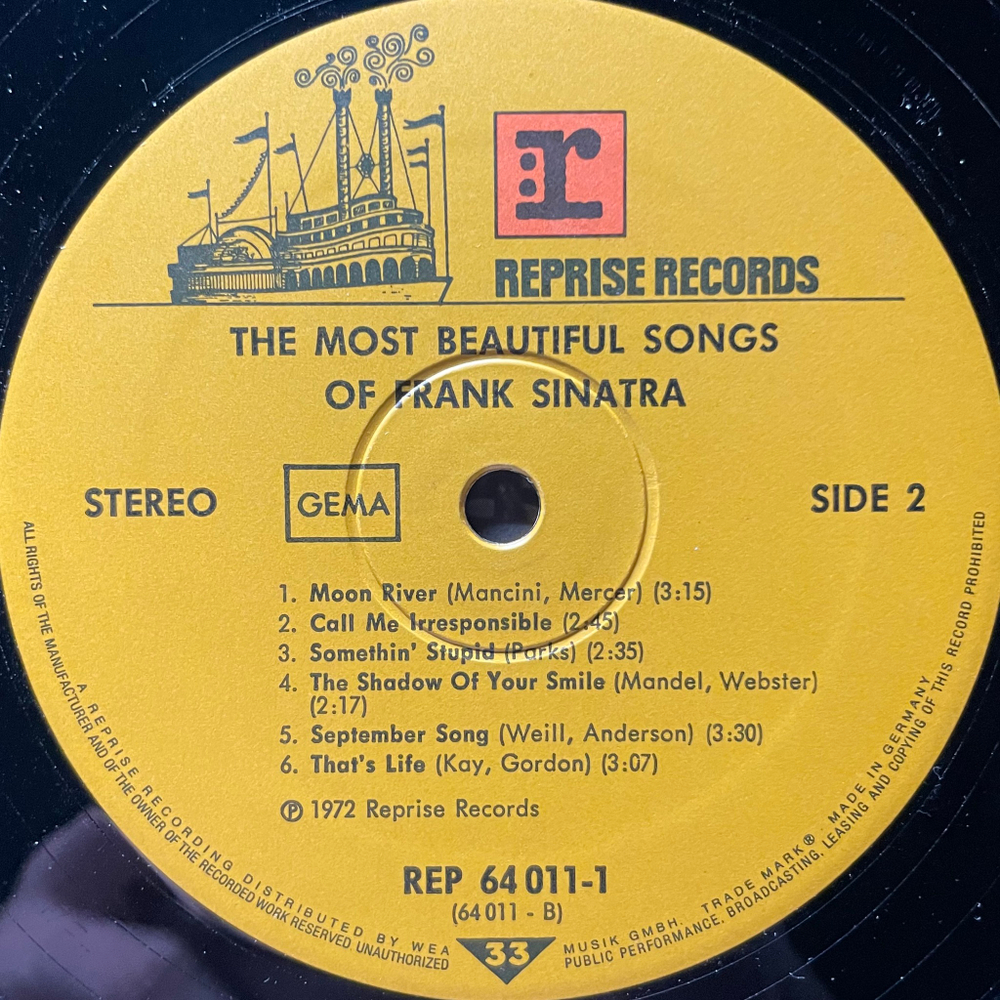 r
REPRISE RECORDS
THE MOST BEAUTIFUL SONGS
OF FRANK SINATRA
STEREO
GEMA
SIDE 2
1. Moon River (Mancini, Mercer) (3:15)
2. Call Me Irresponsible (2:45)
3. Somethin' Stupid (Parks) (2:35)
4. The Shadow Of Your Smile (Mandel, Webster)
(2:17)
5. September Song (Weill, Anderson) (3:30)
6. That's Life (Kay, Gordon) (3:07)
℗ 1972 Reprise Records
REP 64 011-1
(64 011 - B)
33
A REPRISE RECORDING DISTRIBUTED BY WEA MUSIK GMBH. TRADE MARK® MADE IN GERMANY
ALL RIGHTS OF THE MANUFACTURER AND OF THE OWNER OF THE RECORDED WORK RESERVED. UNAUTHORIZED PUBLIC PERFORMANCE. BROADCASTING, LEASING AND COPYING OF THIS RECORD PROHIBITED